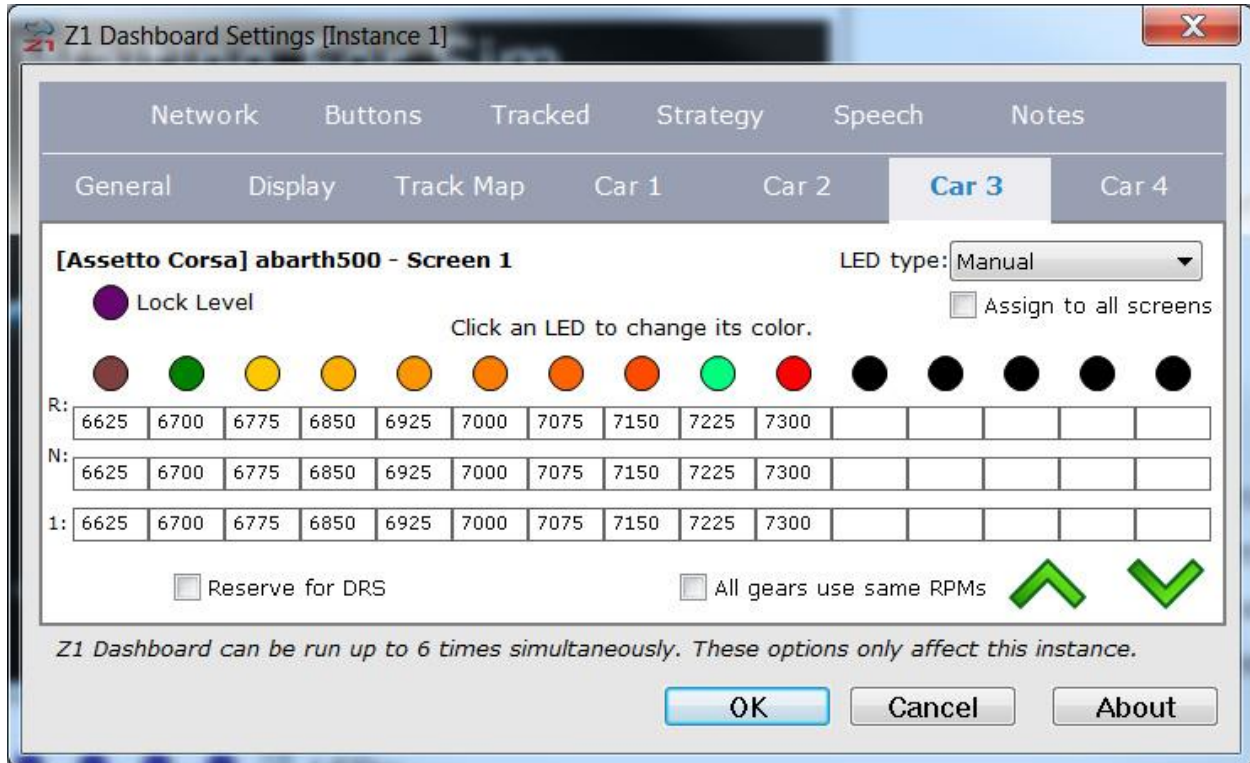 Z1 Dashboard Settings [Instance 1]
Network Buttons Tracked Strategy Speech Notes
General Display Track Map Car 1 Car 2 Car 3 Car 4
[Assetto Corsa] abarth500 - Screen 1 LED type: Manual
Lock Level Assign to all screens
Click an LED to change its color.
R: 6625 6700 6775 6850 6925 7000 7075 7150 7225 7300
N: 6625 6700 6775 6850 6925 7000 7075 7150 7225 7300
1: 6625 6700 6775 6850 6925 7000 7075 7150 7225 7300
Reserve for DRS All gears use same RPMs
Z1 Dashboard can be run up to 6 times simultaneously. These options only affect this instance.
OK Cancel About